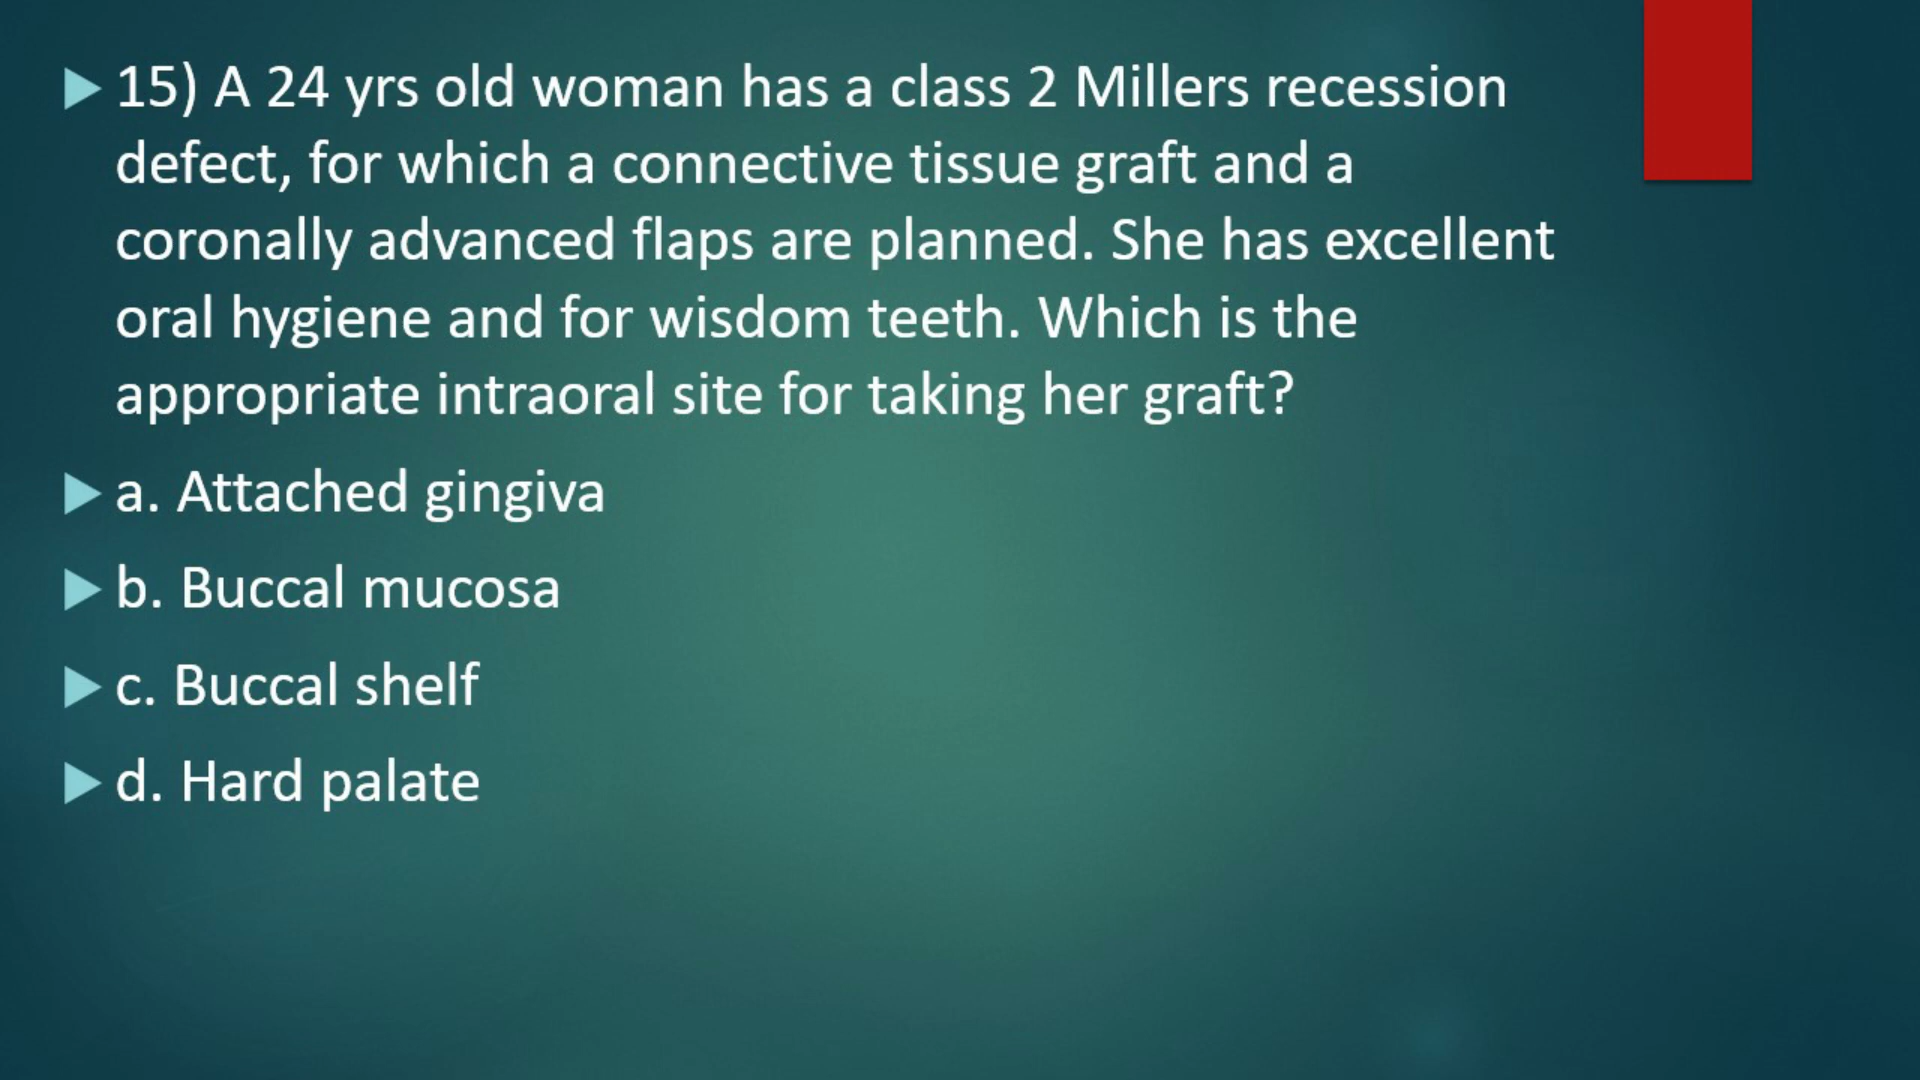 15) A 24 yrs old woman has a class 2 Millers recession
defect, for which a connective tissue graft and a
coronally advanced flaps are planned. She has excellent
oral hygiene and for wisdom teeth. Which is the
appropriate intraoral site for taking her graft?
a. Attached gingiva
b. Buccal mucosa
c. Buccal shelf
d. Hard palate